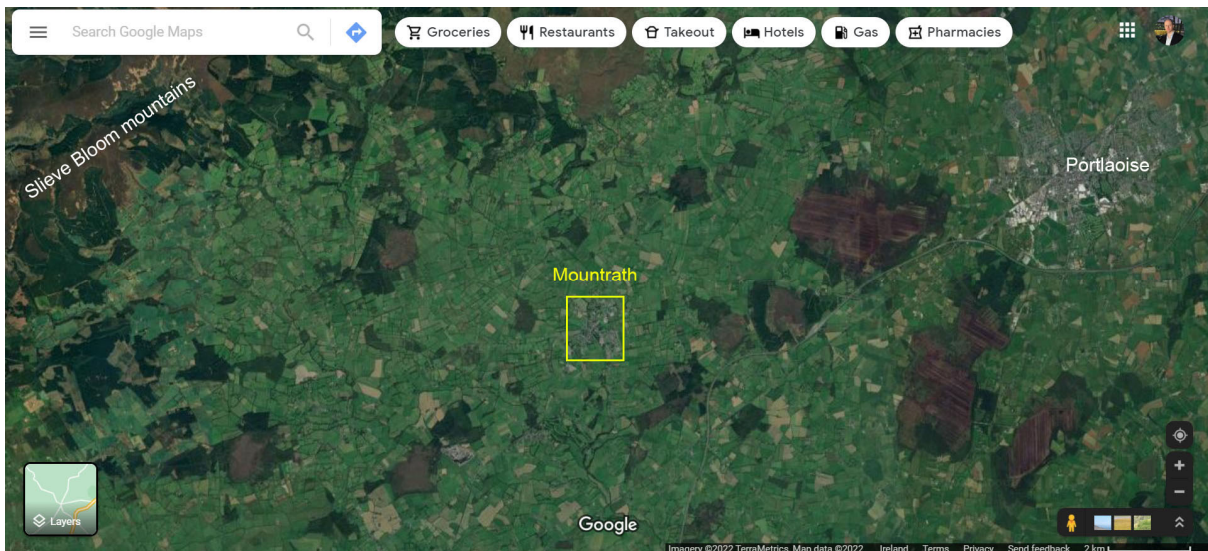 Search Google Maps
Groceries
Restaurants
Takeout
Hotels
Gas
Pharmacies
Slieve Bloom mountains
Portlaoise
Mountrath
Layers
Google
Imagery ©2022 TerraMetrics, Map data ©2022 Ireland Terms Privacy Send feedback 2 km